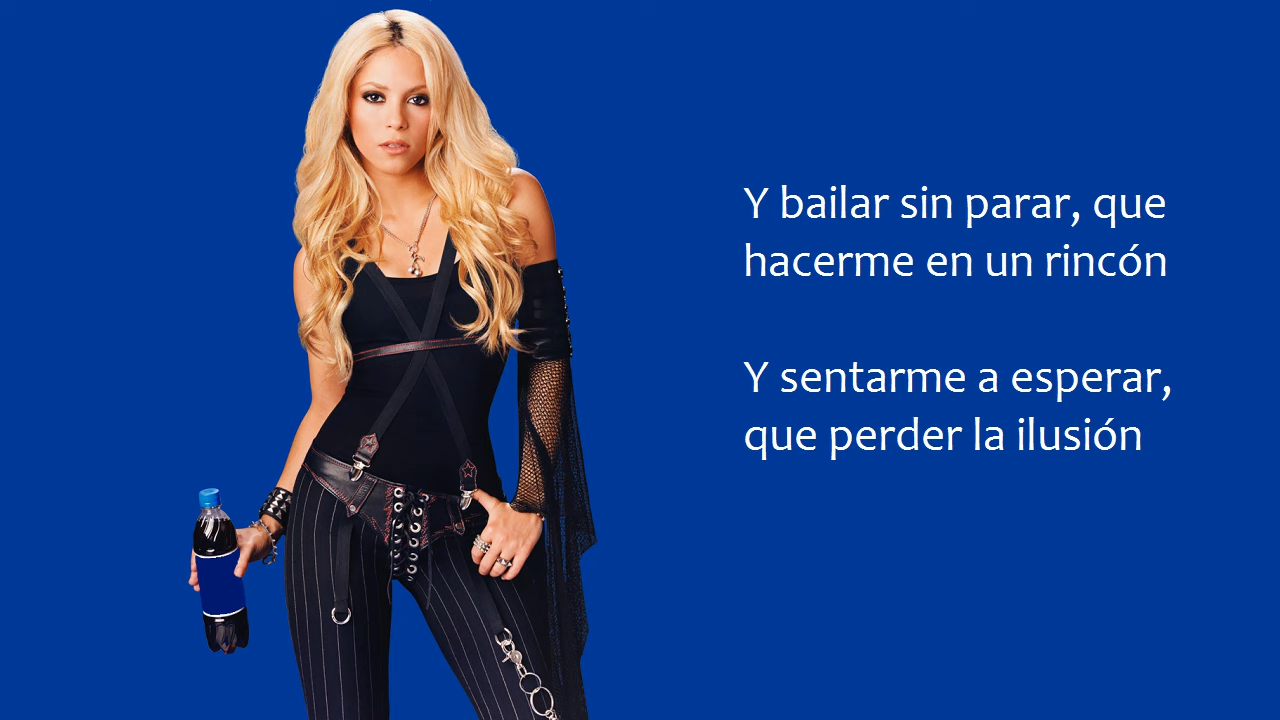 Y bailar sin parar, que
hacerme en un rincón
Y sentarme a esperar,
que perder la ilusión